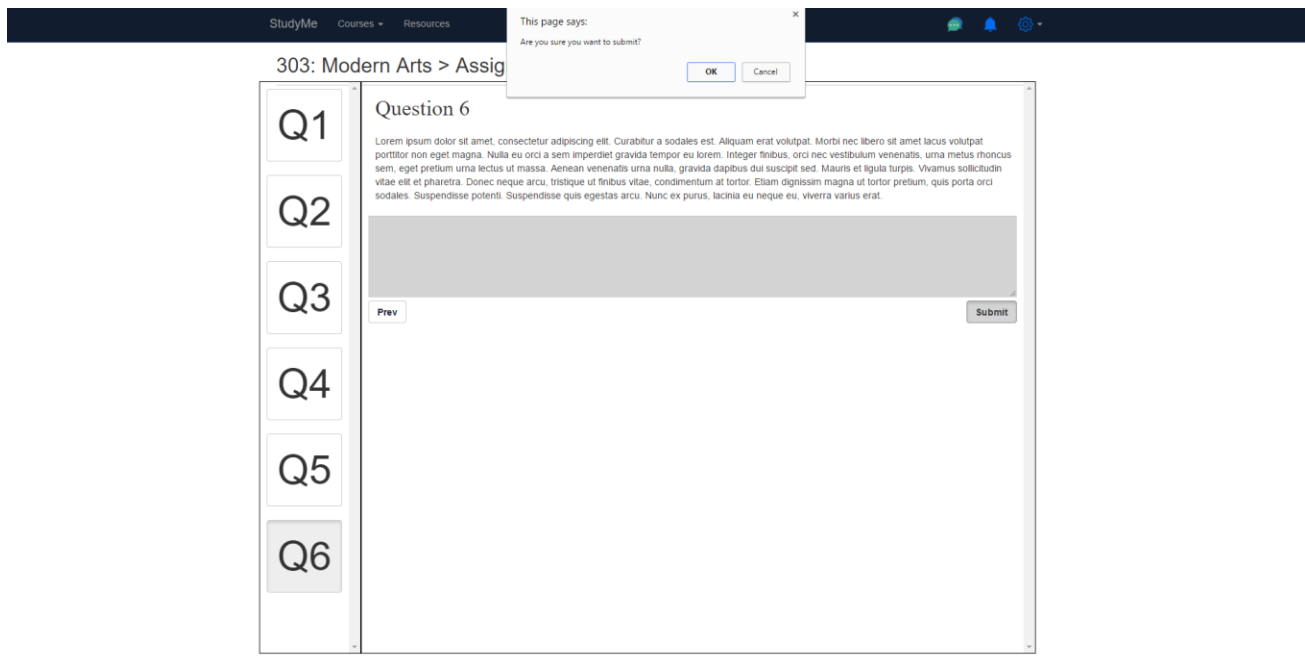 StudyMe Courses Resources
This page says:
Are you sure you want to submit?
OK Cancel
303: Modern Arts > Assig
Q1
Q2
Q3
Q4
Q5
Q6
Question 6
Lorem ipsum dolor sit amet, consectetur adipiscing elit. Curabitur a sodales est. Aliquam erat volutpat. Morbi nec libero sit amet lacus volutpat
porttitor non eget magna. Nulla eu orci a sem imperdiet gravida tempor eu lorem. Integer finibus, orci nec vestibulum venenatis, urna metus rhoncus
sem, eget pretium urna lectus ut massa. Aenean venenatis urna nulla, gravida dapibus dui suscipit sed. Mauris et ligula turpis. Vivamus sollicitudin
vitae elit et pharetra. Donec neque arcu, tristique ut finibus vitae, condimentum at tortor. Etiam dignissim magna ut tortor pretium, quis porta orci
sodales. Suspendisse potenti. Suspendisse quis egestas arcu. Nunc ex purus, lacinia eu neque eu, viverra varius erat.
Prev Submit